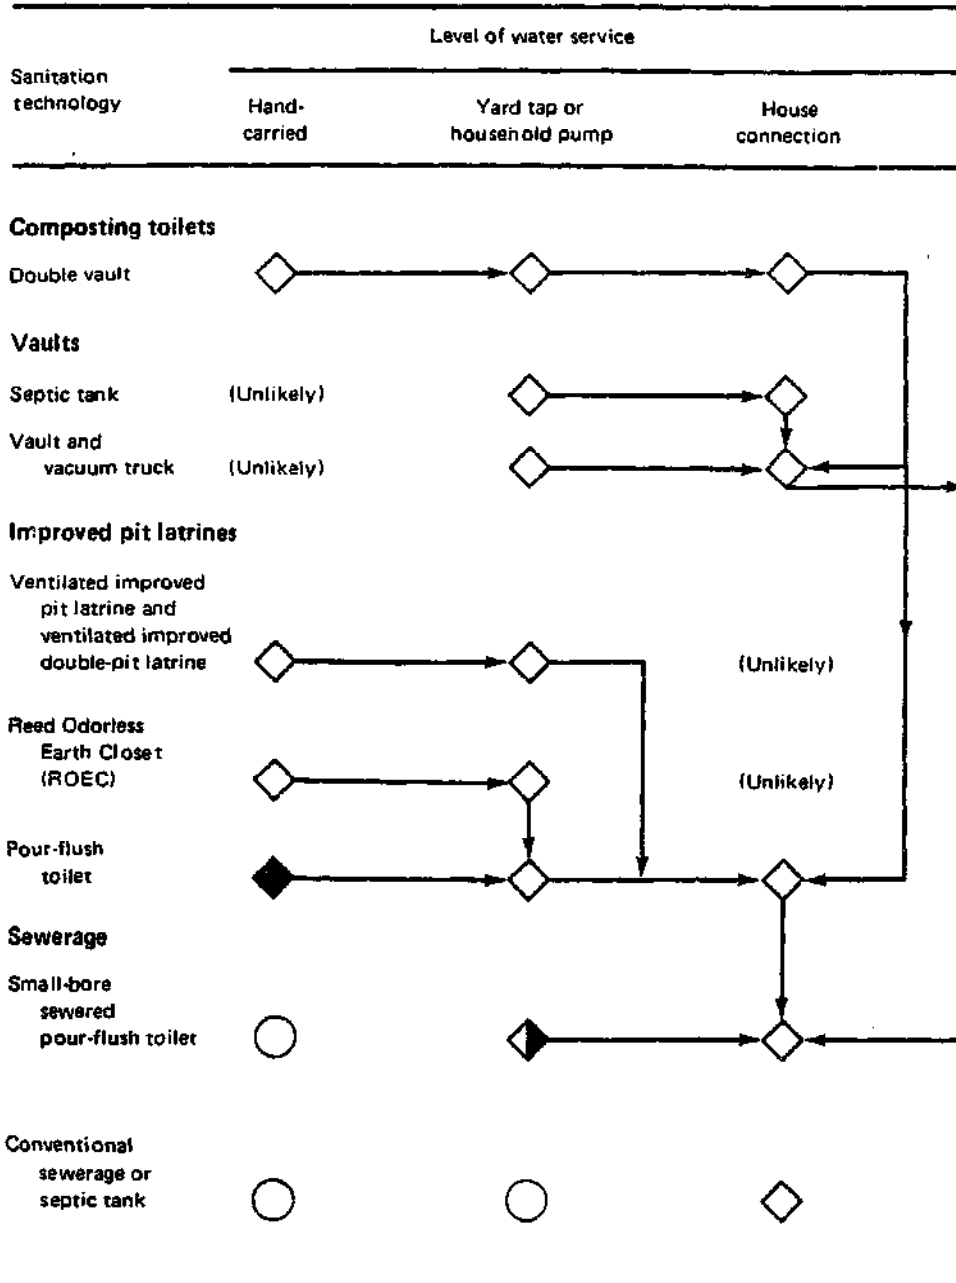 Level of water service
Sanitation
technology
Hand-
carried
Yard tap or
household pump
House
connection
Composting toilets
Double vault
Vaults
Septic tank
(Unlikely)
Vault and
vacuum truck
(Unlikely)
Improved pit latrines
Ventilated improved
pit latrine and
ventilated improved
double-pit latrine
(Unlikely)
Reed Odorless
Earth Closet
(ROEC)
(Unlikely)
Pour-flush
toilet
Sewerage
Small-bore
sewered
pour-flush toilet
Conventional
sewerage or
septic tank